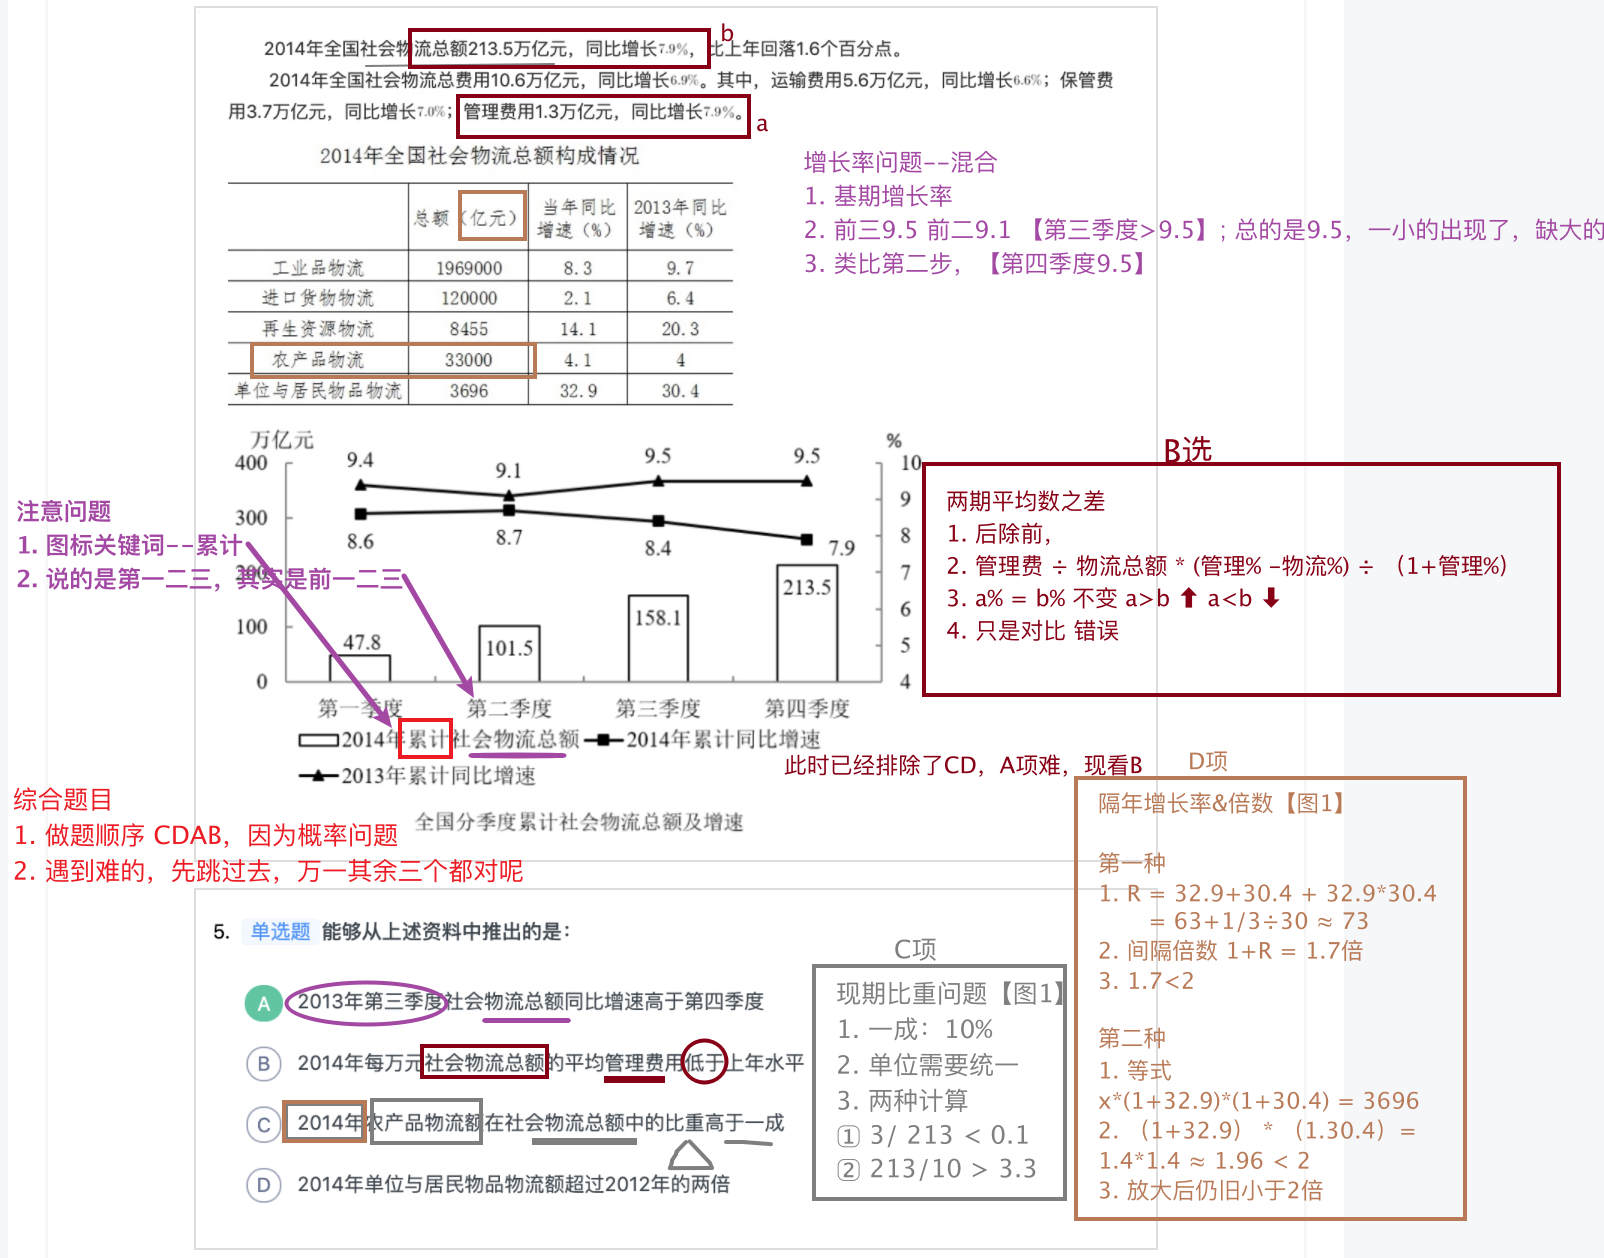 2014年全国社会物流总额213.5万亿元，同比增长7.9%，比上年回落1.6个百分点。
b
2014年全国社会物流总费用10.6万亿元，同比增长6.9%。其中，运输费用5.6万亿元，同比增长6.6%；保管费
用3.7万亿元，同比增长7.0%；管理费用1.3万亿元，同比增长7.9%。
a
2014年全国社会物流总额构成情况
总额（亿元） 当年同比增速（%） 2013年同比增速（%）
工业品物流 1969000 8.3 9.7
进口货物物流 120000 2.1 6.4
再生资源物流 8455 14.1 20.3
农产品物流 33000 4.1 4
单位与居民物品物流 3696 32.9 30.4
增长率问题--混合
1. 基期增长率
2. 前三9.5 前二9.1 【第三季度>9.5】; 总的是9.5，一小的出现了，缺大的
3. 类比第二步，【第四季度9.5】
万亿元
%
400
300
200
100
0
10
9
8
7
6
5
4
9.4
9.1
9.5
9.5
8.6
8.7
8.4
7.9
47.8
101.5
158.1
213.5
第一季度 第二季度 第三季度 第四季度
2014年累计社会物流总额 2014年累计同比增速
2013年累计同比增速
全国分季度累计社会物流总额及增速
注意问题
1. 图标关键词--累计
2. 说的是第一二三，其实是前一二三
B选
两期平均数之差
1. 后除前，
2. 管理费 ÷ 物流总额 * (管理% -物流%) ÷ （1+管理%)
3. a% = b% 不变 a>b ⬆ a<b ⬇
4. 只是对比 错误
此时已经排除了CD，A项难，现看B
综合题目
1. 做题顺序 CDAB，因为概率问题
2. 遇到难的，先跳过去，万一其余三个都对呢
5. 单选题 能够从上述资料中推出的是：
A 2013年第三季度社会物流总额同比增速高于第四季度
B 2014年每万元社会物流总额的平均管理费用低于上年水平
C 2014年农产品物流额在社会物流总额中的比重高于一成
D 2014年单位与居民物品物流额超过2012年的两倍
C项
现期比重问题【图1】
1. 一成：10%
2. 单位需要统一
3. 两种计算
① 3/ 213 < 0.1
② 213/10 > 3.3
D项
隔年增长率&倍数【图1】
第一种
1. R = 32.9+30.4 + 32.9*30.4
= 63+1/3÷30 ≈ 73
2. 间隔倍数 1+R = 1.7倍
3. 1.7<2
第二种
1. 等式
x*(1+32.9)*(1+30.4) = 3696
2. （1+32.9） * （1.30.4）=
1.4*1.4 ≈ 1.96 < 2
3. 放大后仍旧小于2倍